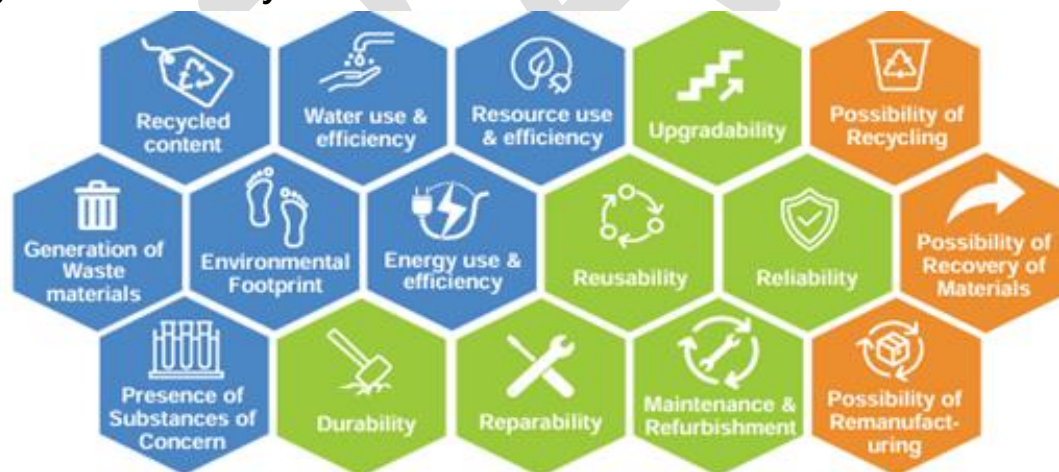 Recycled
content
Water use &
efficiency
Resource use
& efficiency
Upgradability
Possibility of
Recycling
Generation of
Waste
materials
Environmental
Footprint
Energy use &
efficiency
Reusability
Reliability
Possibility of
Recovery of
Materials
Presence of
Substances of
Concern
Durability
Reparability
Maintenance &
Refurbishment
Possibility of
Remanufact-
uring